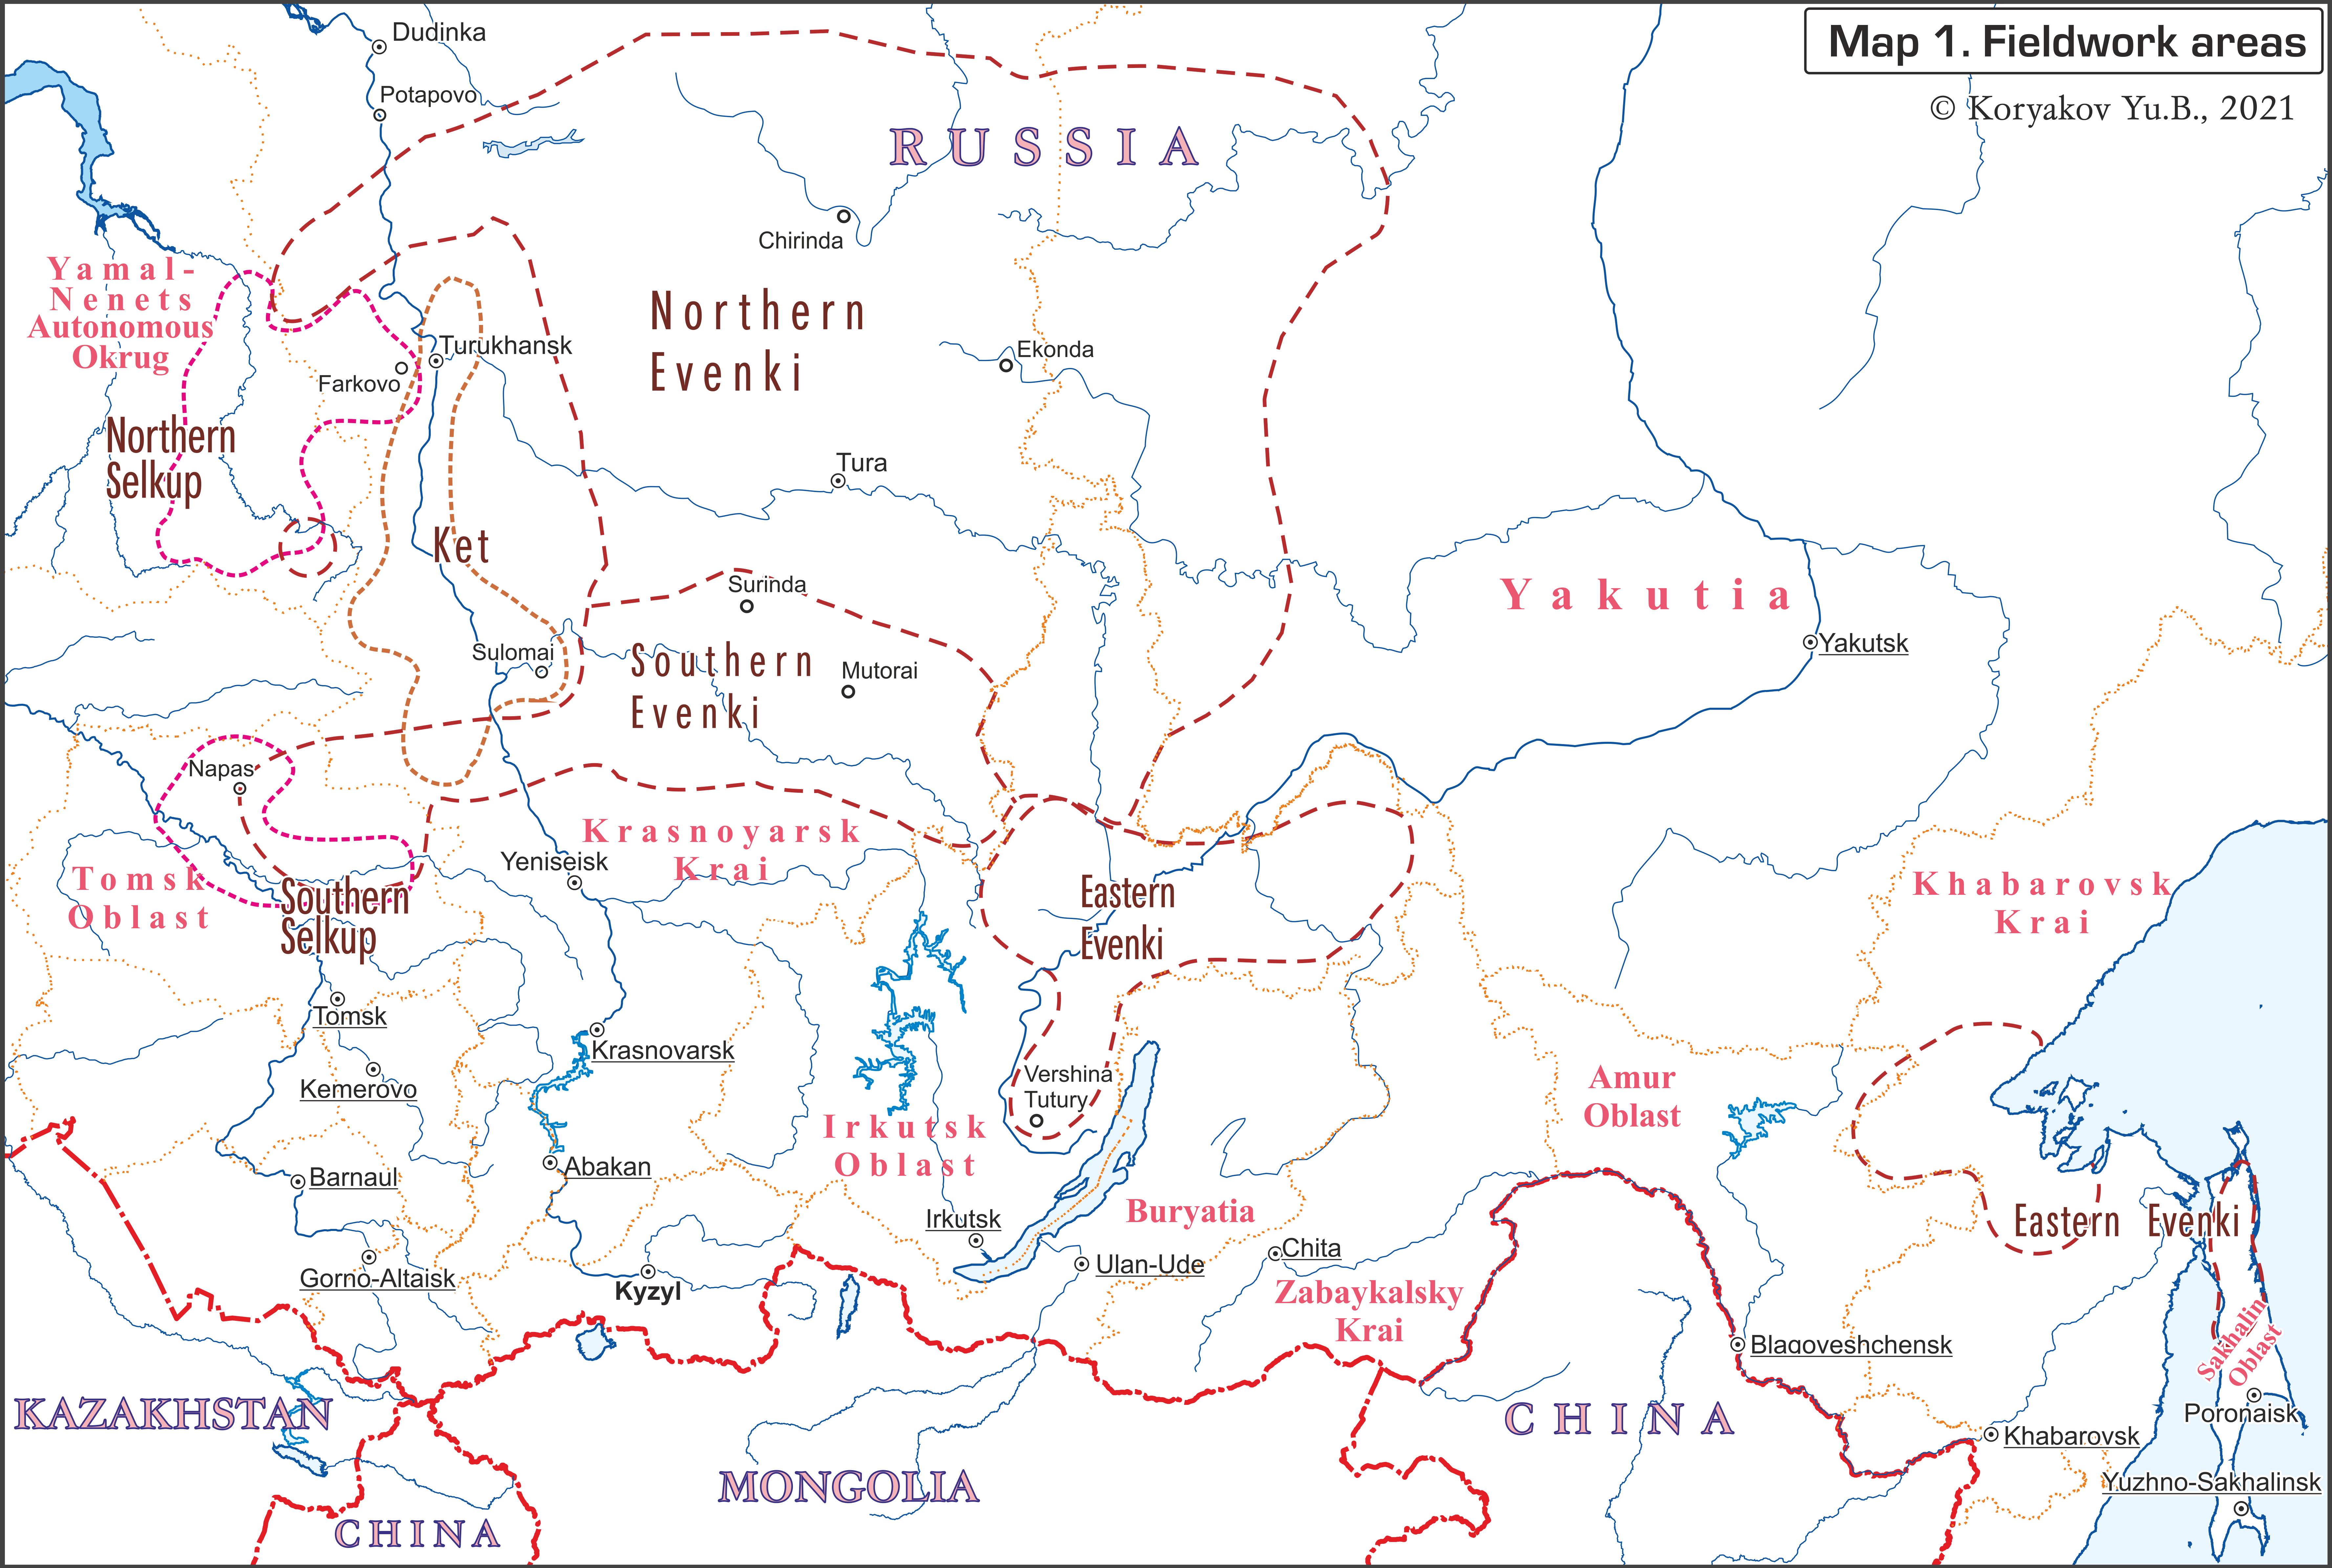 Map 1. Fieldwork areas
© Koryakov Yu.B., 2021
Dudinka
Potapovo
RUSSIA
Chirinda
Yamal-
Nenets
Autonomous
Okrug
Northern
Evenki
Turukhansk
Ekonda
Farkovo
Northern
Selkup
Tura
Ket
Surinda
Yakutia
Sulomai
Southern
Evenki
Mutorai
Yakutsk
Napas
Krasnoyarsk
Krai
Yeniseisk
Tomsk
Oblast
Southern
Selkup
Eastern
Evenki
Khabarovsk
Krai
Tomsk
Krasnovarsk
Kemerovo
Vershina
Tutury
Amur
Oblast
Irkutsk
Oblast
Abakan
Barnaul
Buryatia
Irkutsk
Eastern Evenki
Chita
Ulan-Ude
Gorno-Altaisk
Kyzyl
Zabaykalsky
Krai
Blagoveshchensk
Sakhalin
Oblast
KAZAKHSTAN
CHINA
Poronaisk
Khabarovsk
MONGOLIA
Yuzhno-Sakhalinsk
CHINA